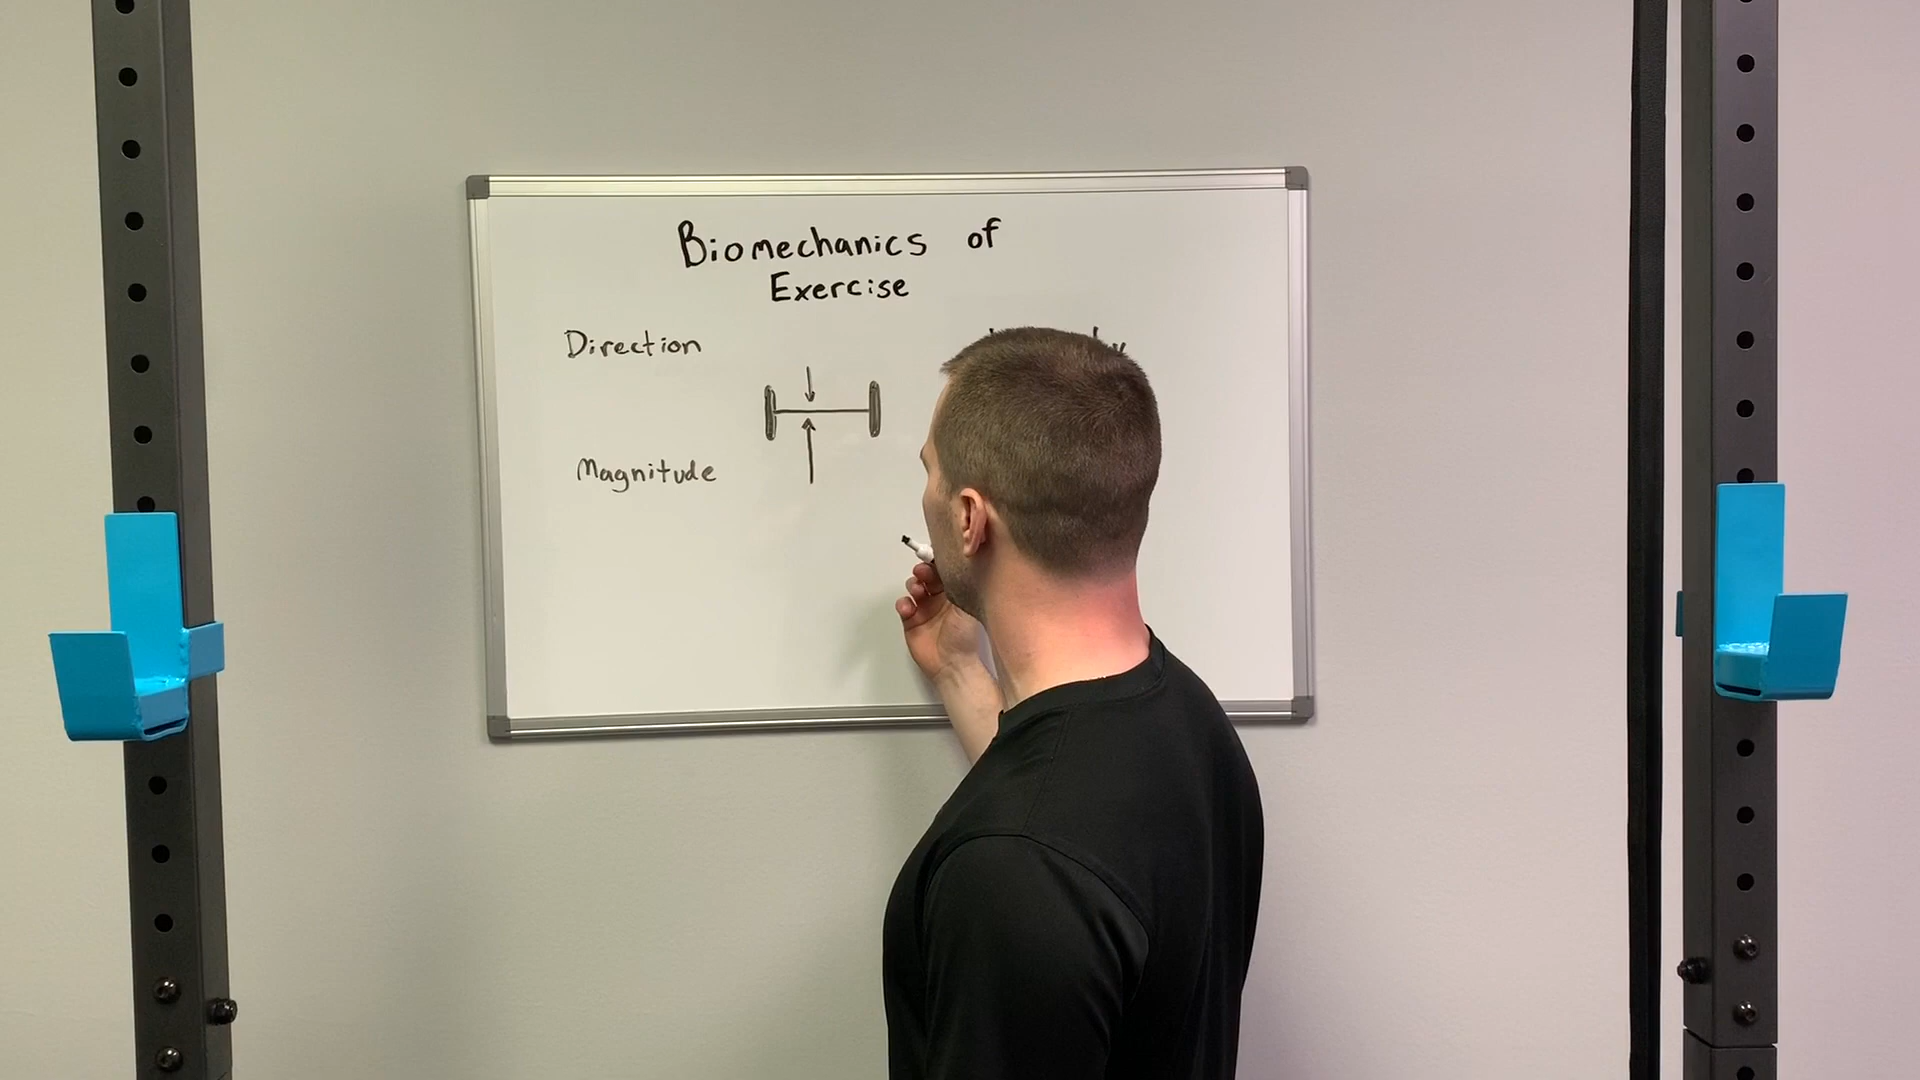 Biomechanics of
Exercise
Direction
Magnitude